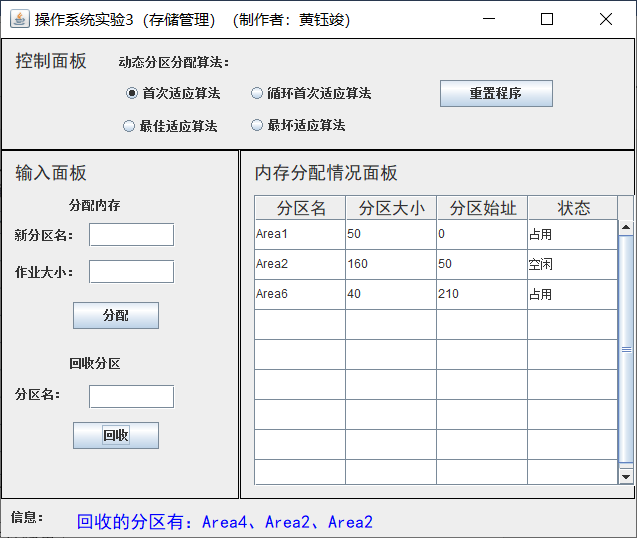 操作系统实验3（存储管理）（制作者：黄钰竣）
控制面板
动态分区分配算法：
首次适应算法 循环首次适应算法
最佳适应算法 最坏适应算法
重置程序
输入面板
分配内存
新分区名：
作业大小：
分配
回收分区
分区名：
回收
内存分配情况面板
分区名 分区大小 分区始址 状态
Area1 50 0 占用
Area2 160 50 空闲
Area6 40 210 占用
信息： 回收的分区有：Area4、Area2、Area2